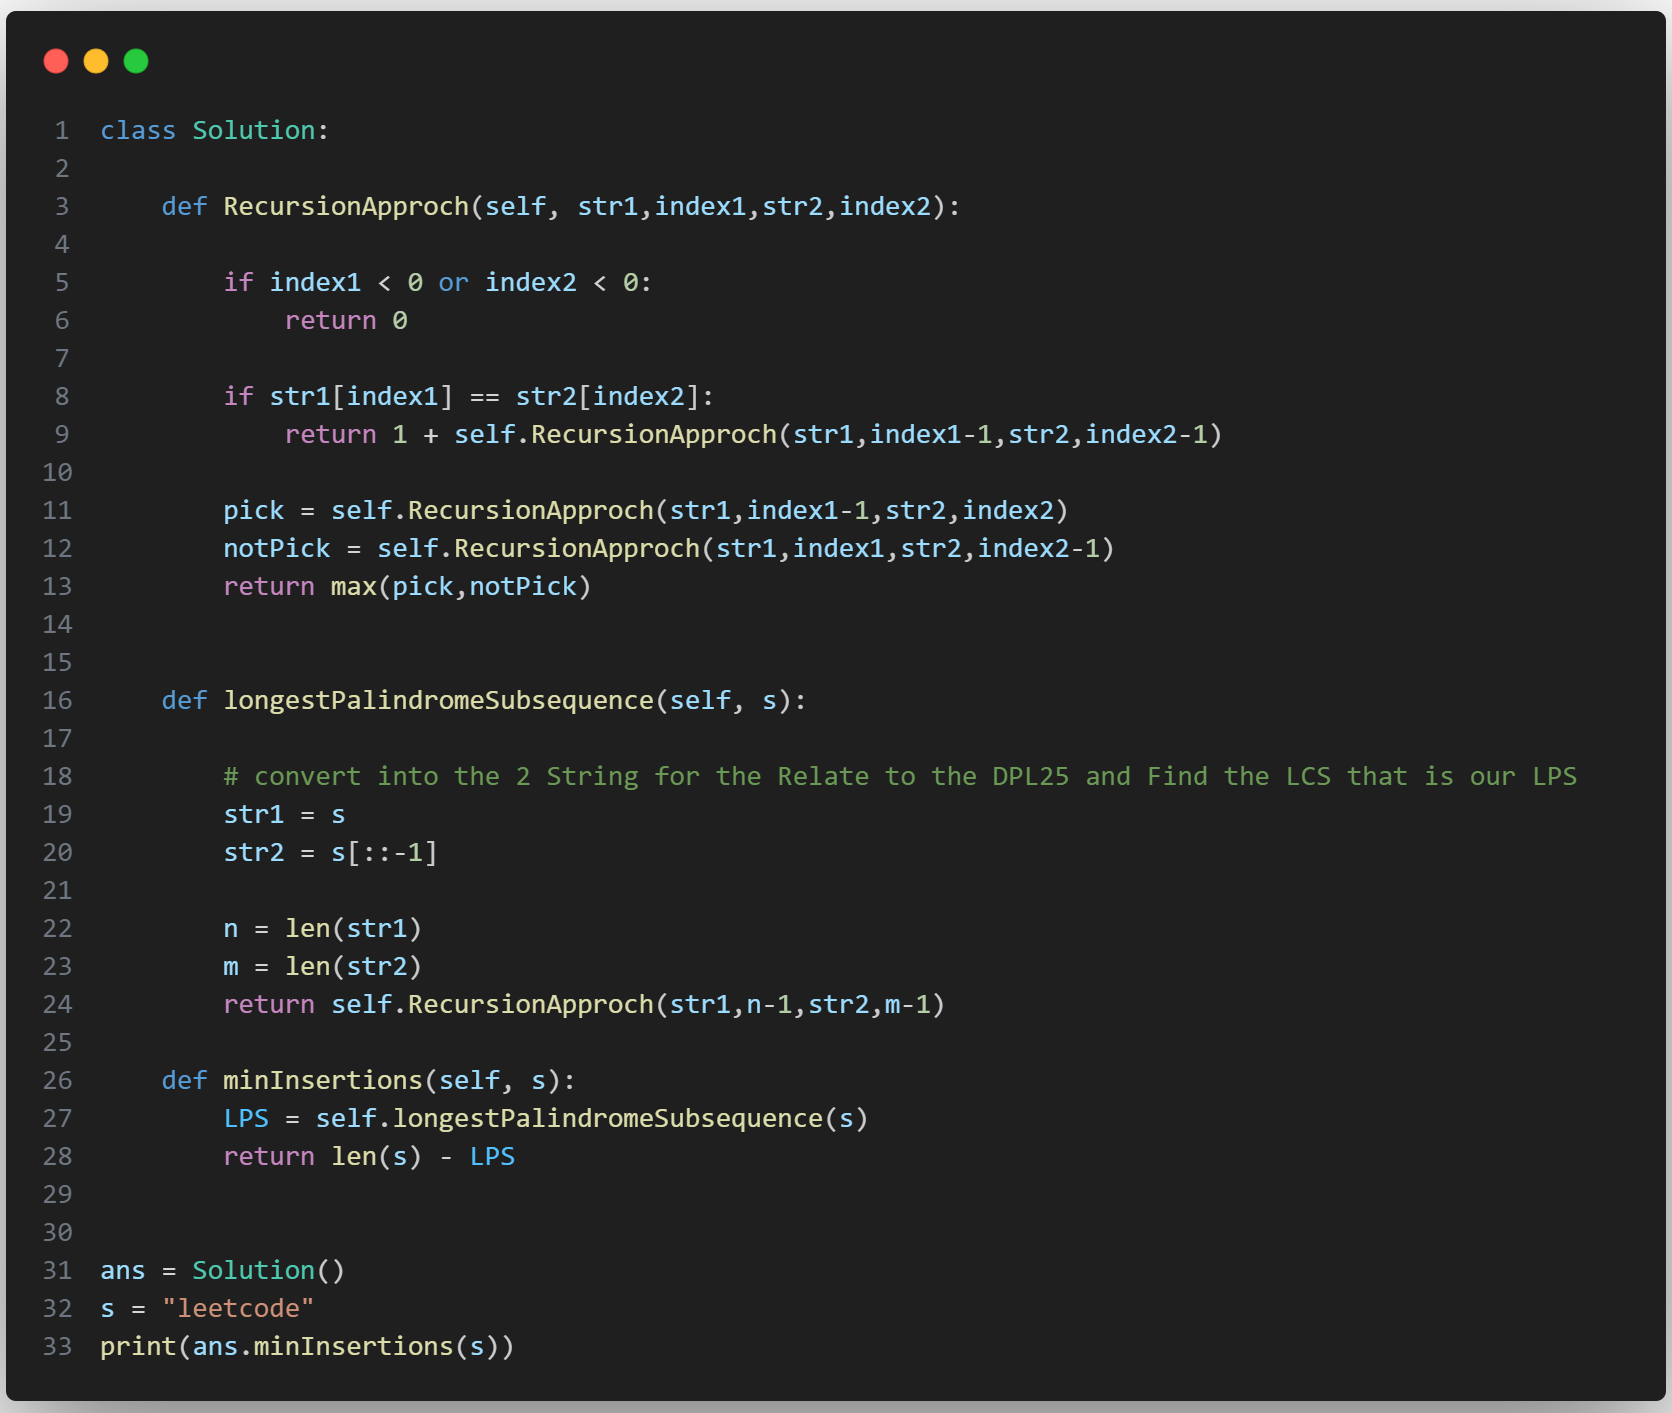 1 class Solution:
2
3     def RecursionApproch(self, str1,index1,str2,index2):
4
5         if index1 < 0 or index2 < 0:
6             return 0
7
8         if str1[index1] == str2[index2]:
9             return 1 + self.RecursionApproch(str1,index1-1,str2,index2-1)
10
11         pick = self.RecursionApproch(str1,index1-1,str2,index2)
12         notPick = self.RecursionApproch(str1,index1,str2,index2-1)
13         return max(pick,notPick)
14
15
16     def longestPalindromeSubsequence(self, s):
17
18         # convert into the 2 String for the Relate to the DPL25 and Find the LCS that is our LPS
19         str1 = s
20         str2 = s[::-1]
21
22         n = len(str1)
23         m = len(str2)
24         return self.RecursionApproch(str1,n-1,str2,m-1)
25
26     def minInsertions(self, s):
27         LPS = self.longestPalindromeSubsequence(s)
28         return len(s) - LPS
29
30
31 ans = Solution()
32 s = "leetcode"
33 print(ans.minInsertions(s))